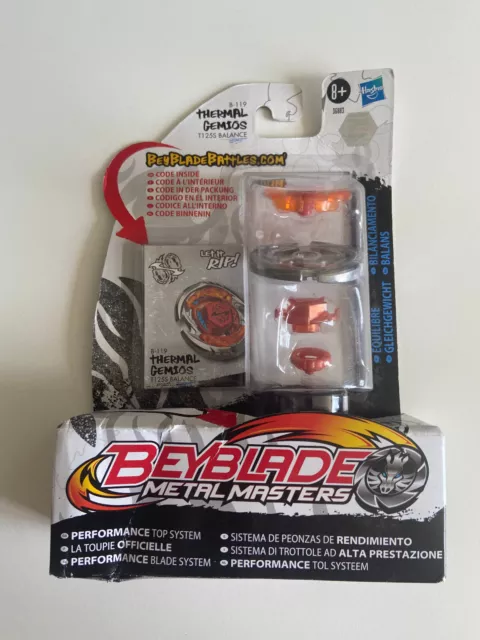 B-119
THERMAL
GEMIOS
T125S BALANCE
8+
Hasbro
BEYBLADEBATTLES.COM
• CODE INSIDE
• CODE À L'INTÉRIEUR
• CODE IN DER PACKUNG
• CÓDIGO EN EL INTERIOR
• CODICE ALL'INTERNO
• CODE BINNENIN
LET IT
RIP!
B-119
THERMAL
GEMIOS
T125S BALANCE
• ÉQUILIBRE • BILANCIAMENTO
• GLEICHGEWICHT • BALANS
BEYBLADE
METAL MASTERS
PERFORMANCE TOP SYSTEM
LA TOUPIE OFFICIELLE
PERFORMANCE BLADE SYSTEM
SISTEMA DE PEONZAS DE RENDIMIENTO
SISTEMA DI TROTTOLE AD ALTA PRESTAZIONE
PERFORMANCE TOL SYSTEEM